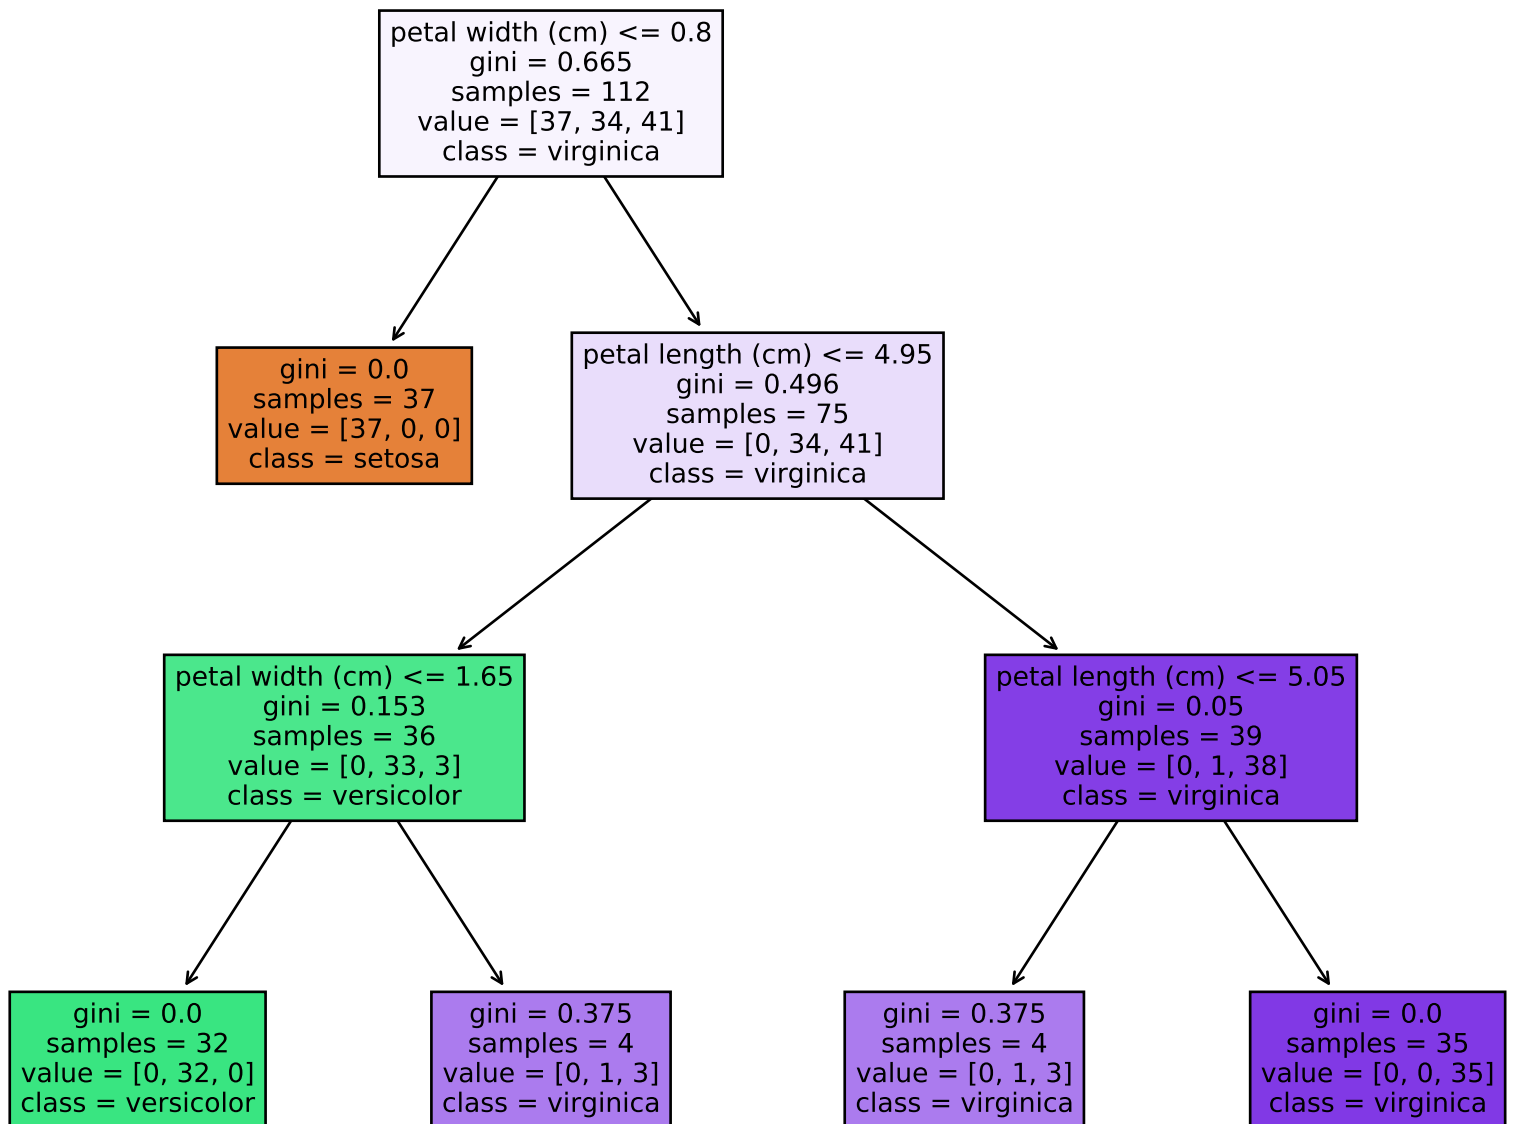 petal width (cm) <= 0.8
gini = 0.665
samples = 112
value = [37, 34, 41]
class = virginica
gini = 0.0
samples = 37
value = [37, 0, 0]
class = setosa
petal length (cm) <= 4.95
gini = 0.496
samples = 75
value = [0, 34, 41]
class = virginica
petal width (cm) <= 1.65
gini = 0.153
samples = 36
value = [0, 33, 3]
class = versicolor
petal length (cm) <= 5.05
gini = 0.05
samples = 39
value = [0, 1, 38]
class = virginica
gini = 0.0
samples = 32
value = [0, 32, 0]
class = versicolor
gini = 0.375
samples = 4
value = [0, 1, 3]
class = virginica
gini = 0.375
samples = 4
value = [0, 1, 3]
class = virginica
gini = 0.0
samples = 35
value = [0, 0, 35]
class = virginica